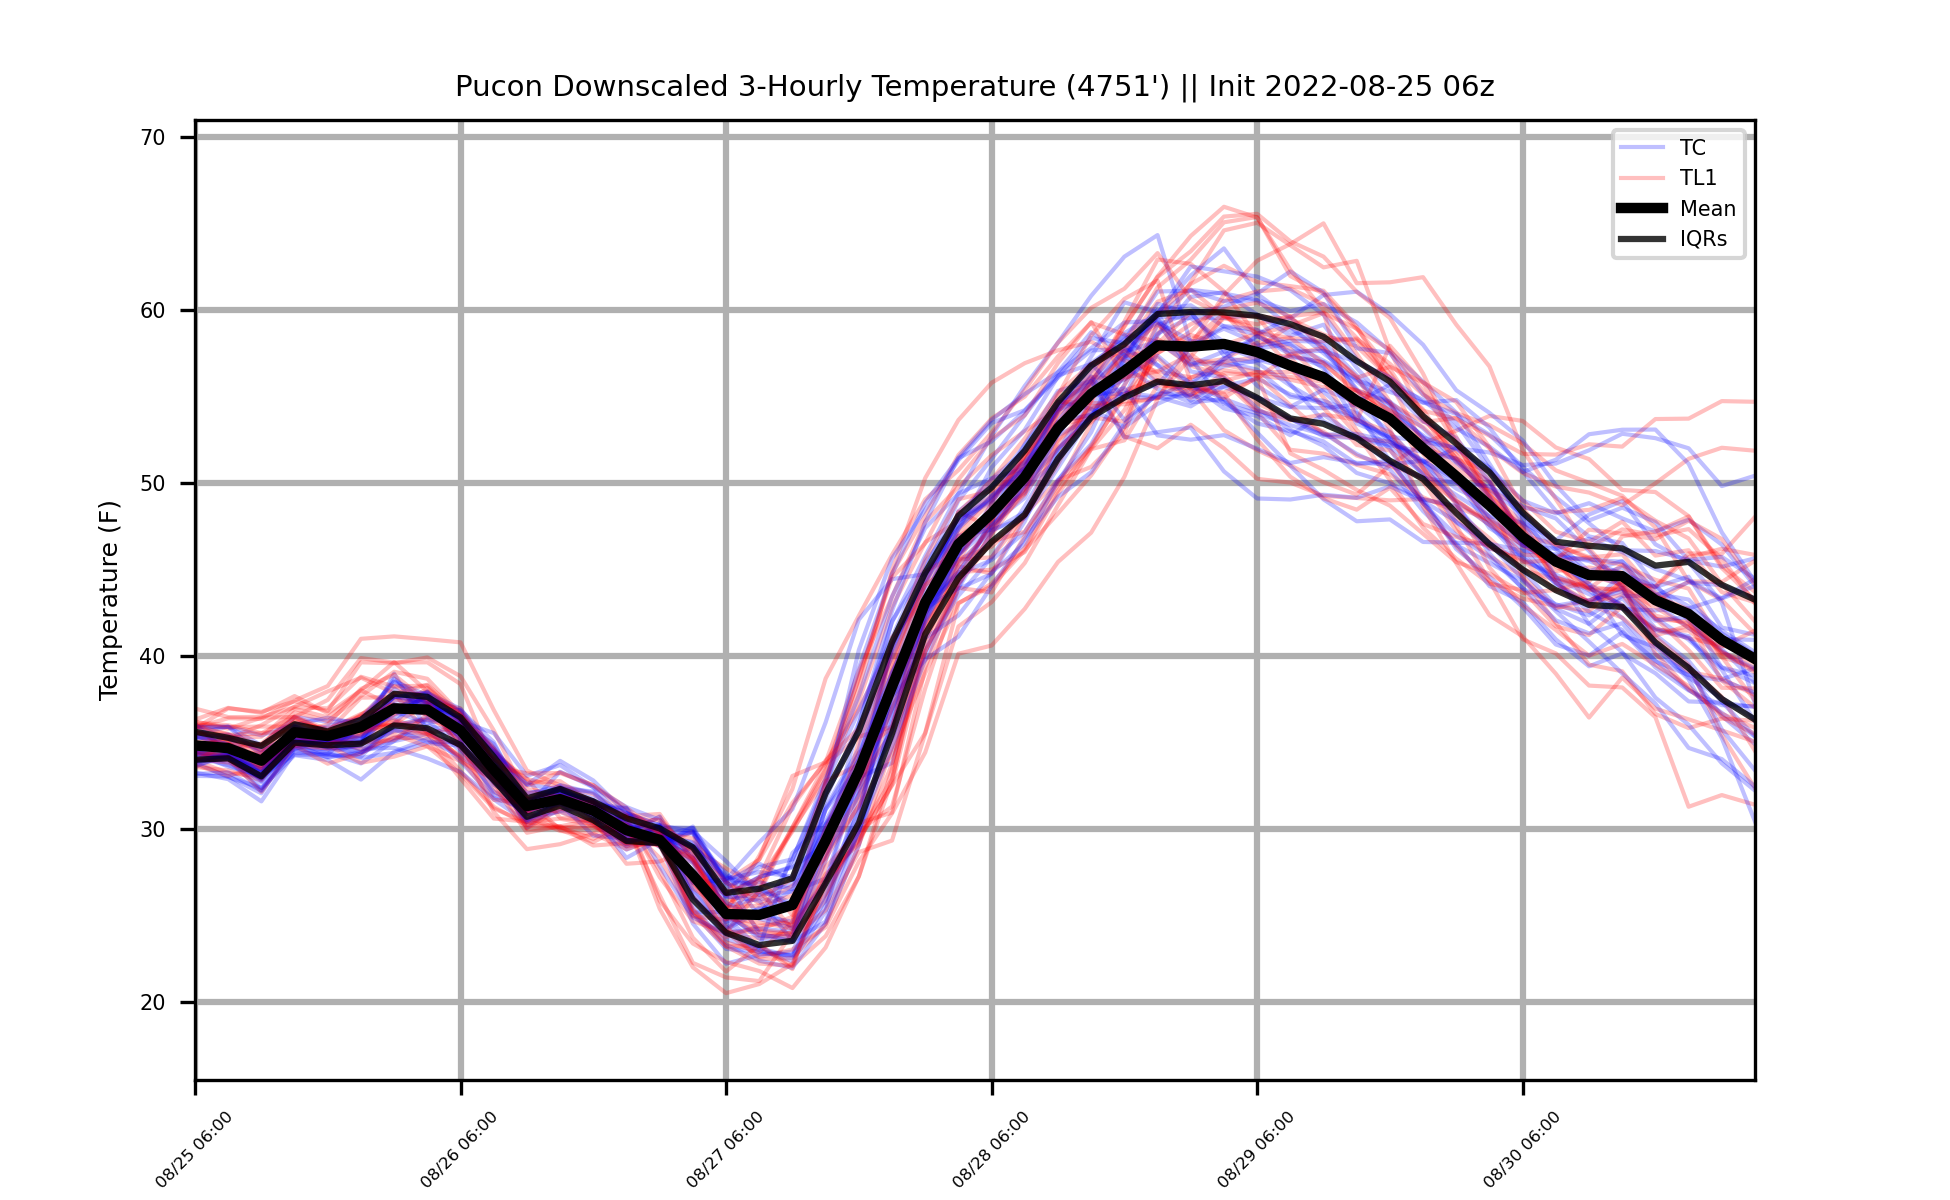 Pucon Downscaled 3-Hourly Temperature (4751') || Init 2022-08-25 06z
TC
TL1
Mean
IQRs
Temperature (F)
70
60
50
40
30
20
08/25 06:00
08/26 06:00
08/27 06:00
08/28 06:00
08/29 06:00
08/30 06:00